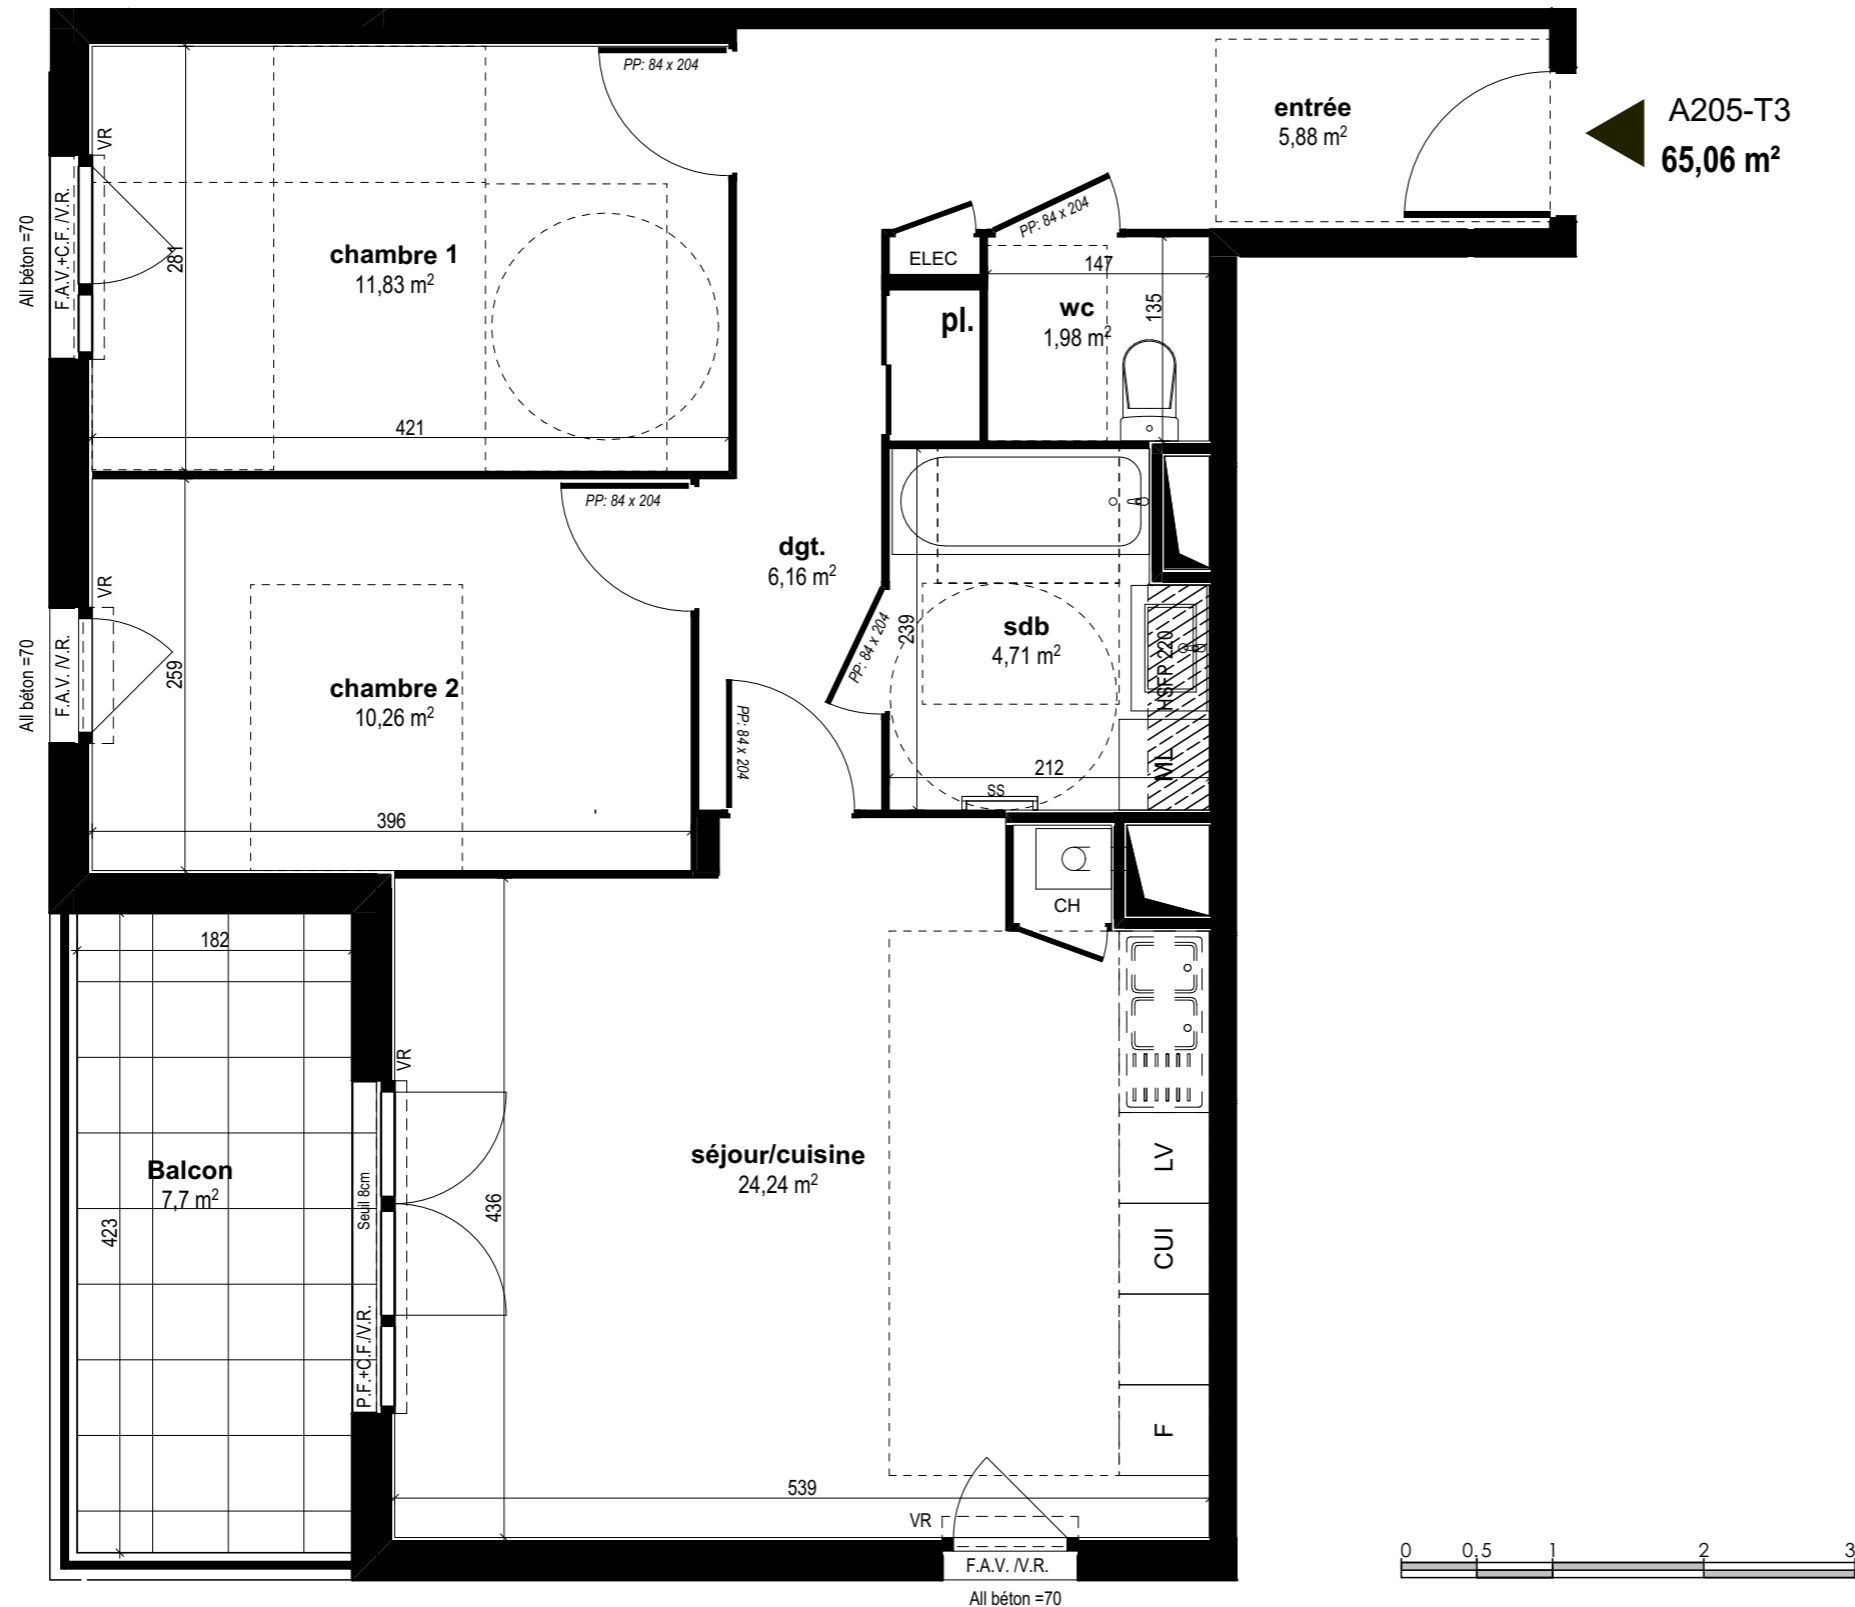 PP: 84 x 204
entrée
5,88 m²
A205-T3
65,06 m²
VR
F.A.V.+C.F. /V.R.
All béton =70
281
chambre 1
11,83 m²
421
PP: 84 x 204
ELEC
147
pl.
wc
1,98 m²
135
PP: 84 x 204
VR
F.A.V. /V.R.
All béton =70
259
chambre 2
10,26 m²
396
dgt.
6,16 m²
PP: 84 x 204
239
sdb
4,71 m²
HSFP 220
ML
212
SS
PP: 84 x 204
CH
182
VR
Balcon
7,7 m²
423
Seuil 8cm
P.F.+C.F./V.R.
436
séjour/cuisine
24,24 m²
LV
CUI
F
539
VR
F.A.V. /V.R.
All béton =70
0 0,5 1 2 3